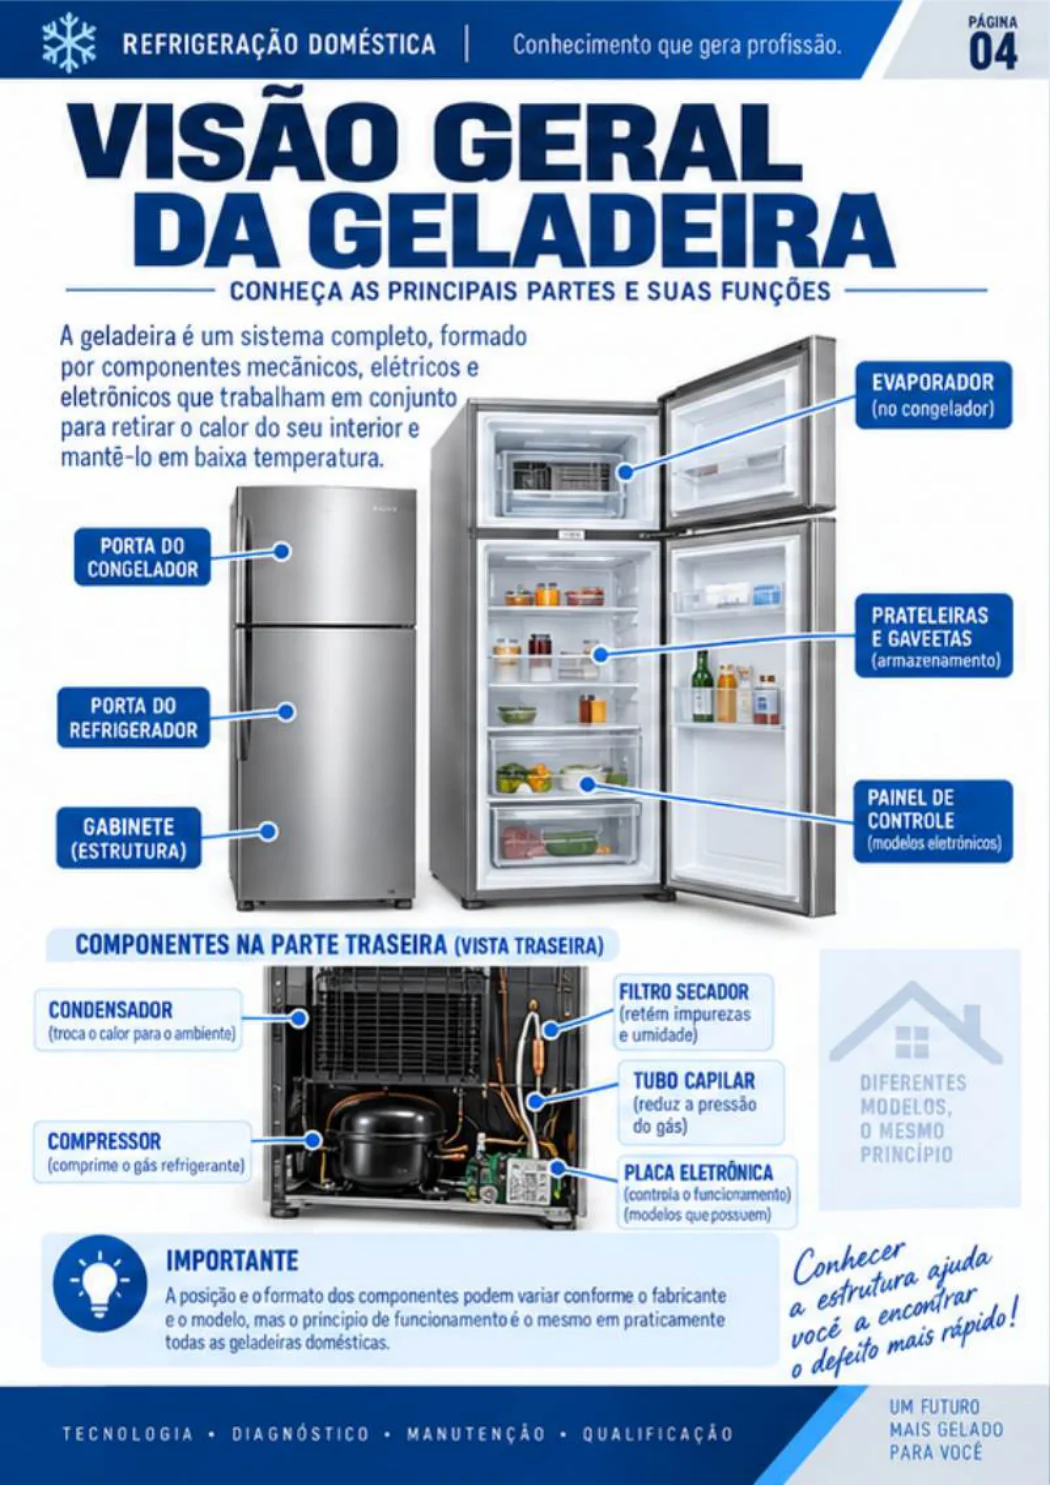 REFRIGERAÇÃO DOMÉSTICA
Conhecimento que gera profissão.
PÁGINA
04
VISÃO GERAL
DA GELADEIRA
CONHEÇA AS PRINCIPAIS PARTES E SUAS FUNÇÕES
A geladeira é um sistema completo, formado
por componentes mecânicos, elétricos e
eletrônicos que trabalham em conjunto
para retirar o calor do seu interior e
mantê-lo em baixa temperatura.
EVAPORADOR
(no congelador)
PORTA DO
CONGELADOR
PRATELEIRAS
E GAVEETAS
(armazenamento)
PORTA DO
REFRIGERADOR
PAINEL DE
CONTROLE
(modelos eletrônicos)
GABINETE
(ESTRUTURA)
COMPONENTES NA PARTE TRASEIRA (VISTA TRASEIRA)
CONDENSADOR
(troca o calor para o ambiente)
FILTRO SECADOR
(retém impurezas
e umidade)
TUBO CAPILAR
(reduz a pressão
do gás)
COMPRESSOR
(comprime o gás refrigerante)
PLACA ELETRÔNICA
(controla o funcionamento)
(modelos que possuem)
DIFERENTES
MODELOS,
O MESMO
PRINCÍPIO
IMPORTANTE
A posição e o formato dos componentes podem variar conforme o fabricante
e o modelo, mas o princípio de funcionamento é o mesmo em praticamente
todas as geladeiras domésticas.
Conhecer
a estrutura ajuda
você a encontrar
o defeito mais rápido!
TECNOLOGIA • DIAGNÓSTICO • MANUTENÇÃO • QUALIFICAÇÃO
UM FUTURO
MAIS GELADO
PARA VOCÊ